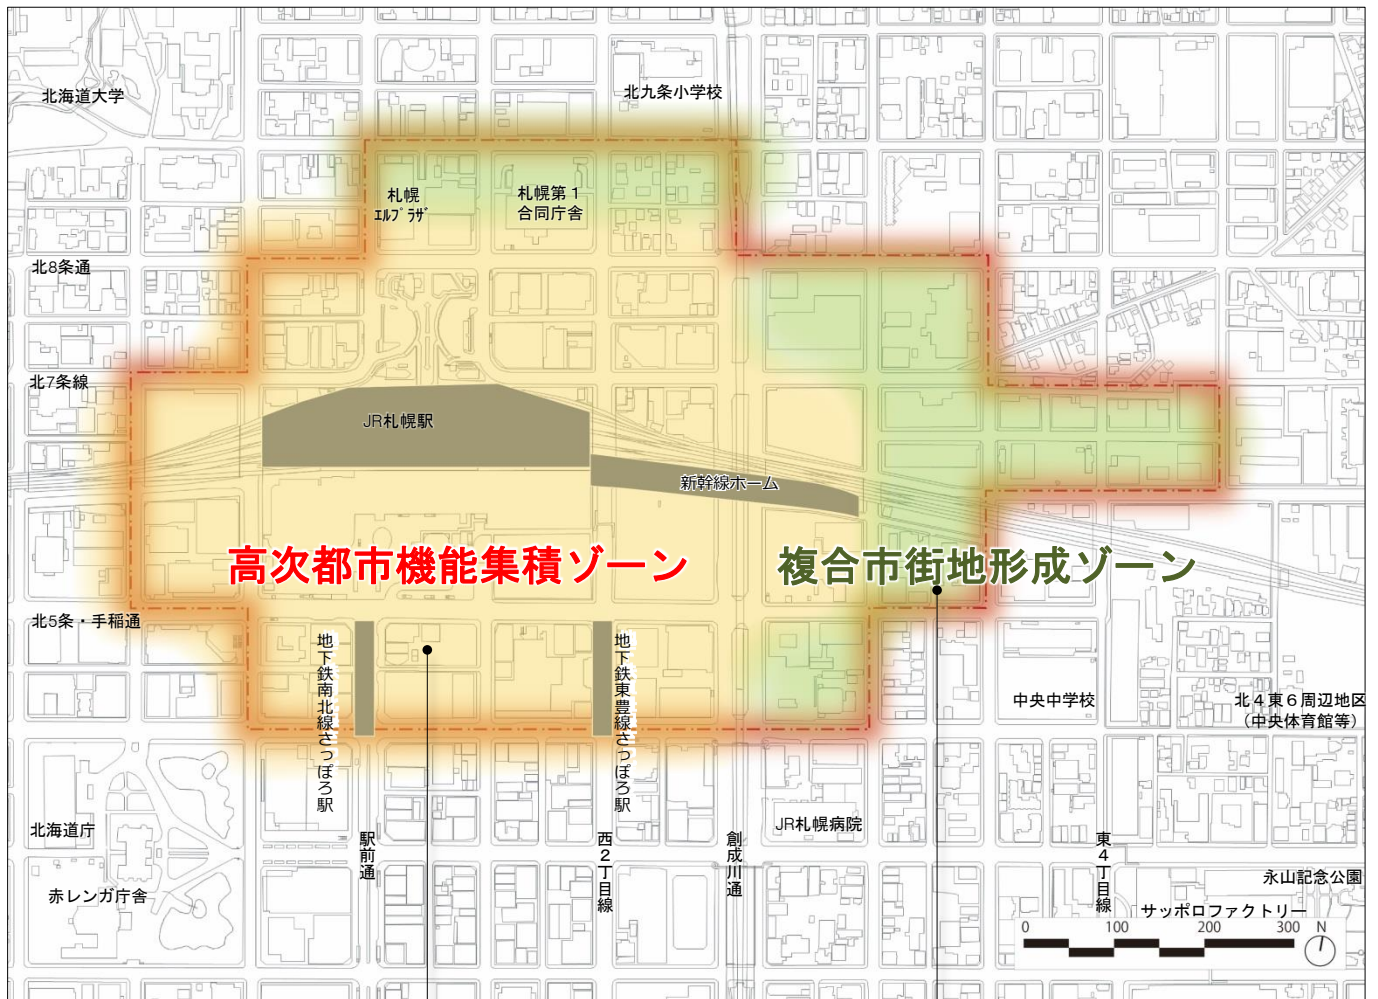 北海道大学
北九条小学校
札幌
ｴﾙﾌﾟﾗｻﾞ
札幌第１
合同庁舎
北8条通
北7条線
JR札幌駅
新幹線ホーム
高次都市機能集積ゾーン
複合市街地形成ゾーン
北5条・手稲通
地下鉄南北線さっぽろ駅
地下鉄東豊線さっぽろ駅
中央中学校
北４東６周辺地区
（中央体育館等）
北海道庁
駅前通
西２丁目線
創成川通
JR札幌病院
東４丁目線
赤レンガ庁舎
永山記念公園
サッポロファクトリー
0 100 200 300 N